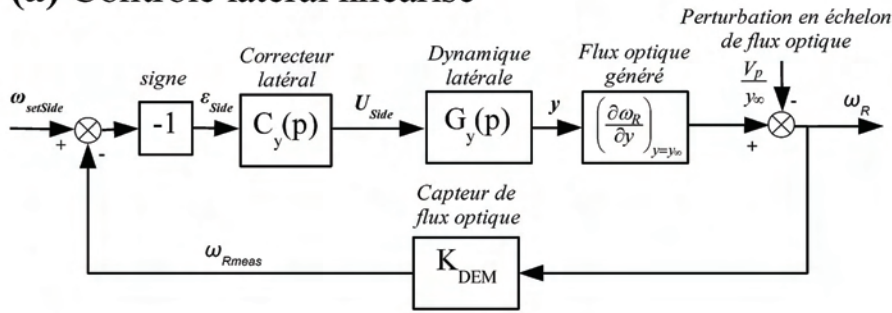 (a) Contrôle latéral linéarisé
Perturbation en échelon
de flux optique
Correcteur
latéral
Dynamique
latérale
Flux optique
généré
signe
V_p / y_∞
ω_setSide
ε_Side
U_Side
y
ω_R
+
-
-1
C_y(p)
G_y(p)
(∂ω_R / ∂y)_y=y∞
+
-
Capteur de
flux optique
ω_Rmeas
K_DEM